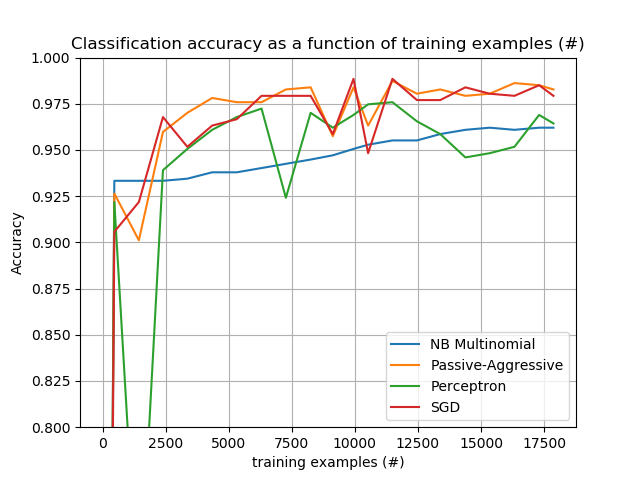 Classification accuracy as a function of training examples (#)
1.000
0.975
0.950
0.925
0.900
0.875
0.850
0.825
0.800
Accuracy
NB Multinomial
Passive-Aggressive
Perceptron
SGD
0 2500 5000 7500 10000 12500 15000 17500
training examples (#)